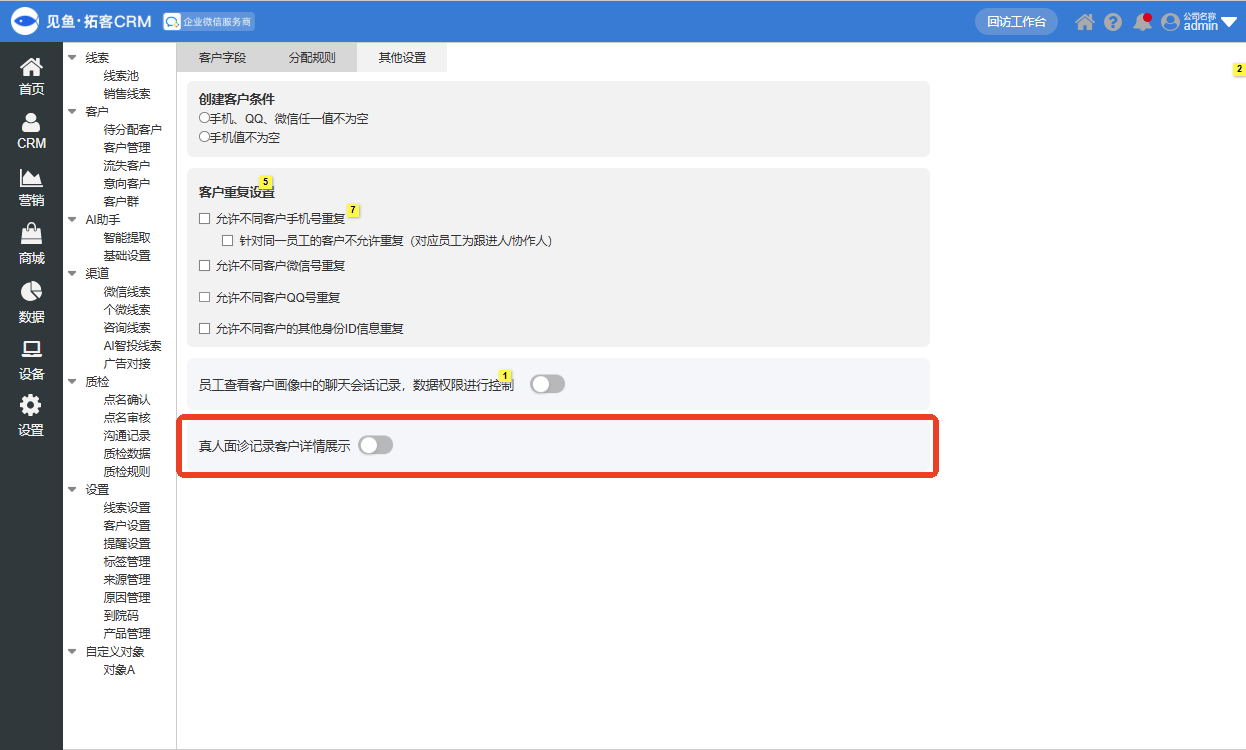 见鱼·拓客CRM
企业微信服务商
回访工作台
公司名称
admin
首页
CRM
营销
商城
数据
设备
设置
线索
线索池
销售线索
客户
待分配客户
客户管理
流失客户
意向客户
客户群
AI助手
智能提取
基础设置
渠道
微信线索
个微线索
咨询线索
AI智投线索
广告对接
质检
点名确认
点名审核
沟通记录
质检数据
质检规则
设置
线索设置
客户设置
提醒设置
标签管理
来源管理
原因管理
到院码
产品管理
自定义对象
对象A
客户字段 分配规则 其他设置
2
创建客户条件
手机、QQ、微信任一值不为空
手机值不为空
客户重复设置 5
允许不同客户手机号重复 7
针对同一员工的客户不允许重复（对应员工为跟进人/协作人）
允许不同客户微信号重复
允许不同客户QQ号重复
允许不同客户的其他身份ID信息重复
员工查看客户画像中的聊天会话记录，数据权限进行控制 1
真人面诊记录客户详情展示